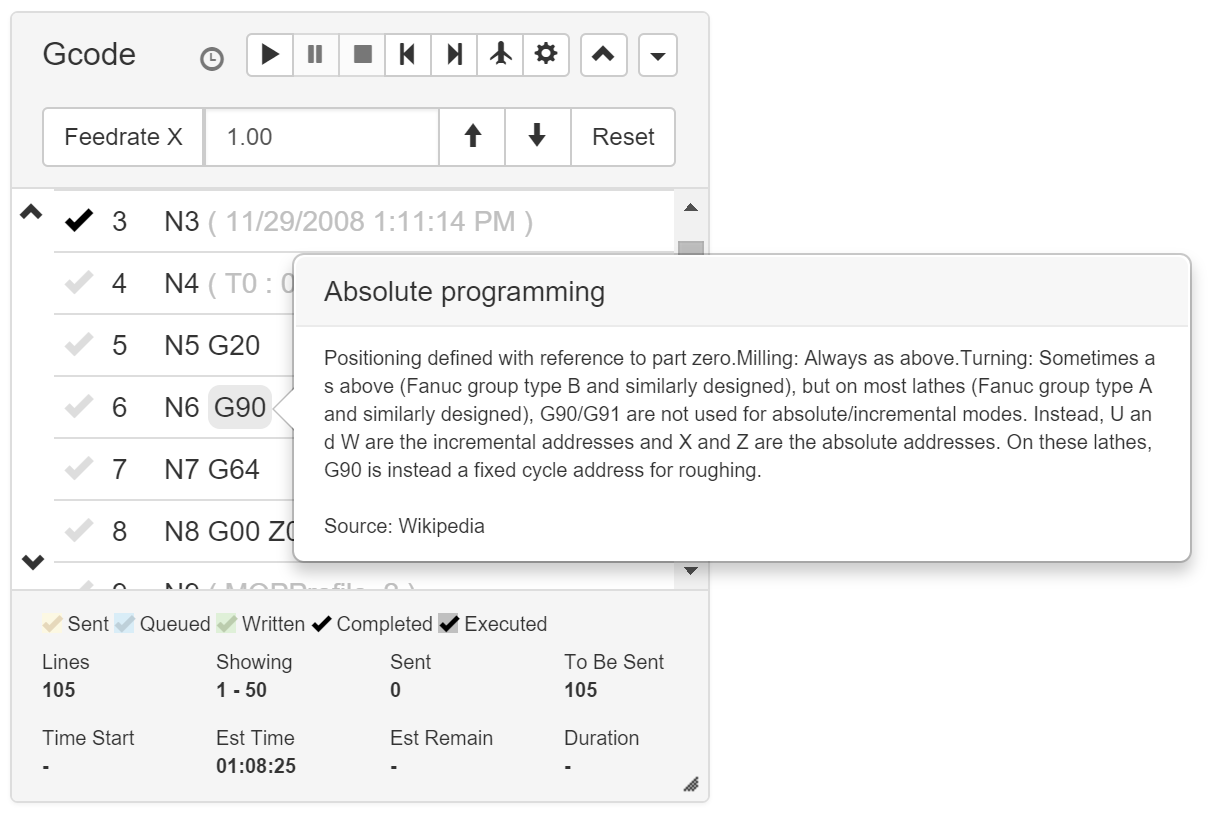 Gcode
Feedrate X 1.00 Reset
3 N3 ( 11/29/2008 1:11:14 PM )
4 N4 ( T0 : 0
5 N5 G20
6 N6 G90
7 N7 G64
8 N8 G00 Z0
Absolute programming
Positioning defined with reference to part zero.Milling: Always as above.Turning: Sometimes a
s above (Fanuc group type B and similarly designed), but on most lathes (Fanuc group type A
and similarly designed), G90/G91 are not used for absolute/incremental modes. Instead, U an
d W are the incremental addresses and X and Z are the absolute addresses. On these lathes,
G90 is instead a fixed cycle address for roughing.
Source: Wikipedia
9 N9 ( MOPProfile
Sent Queued Written Completed Executed
Lines Showing Sent To Be Sent
105 1 - 50 0 105
Time Start Est Time Est Remain Duration
- 01:08:25 - -